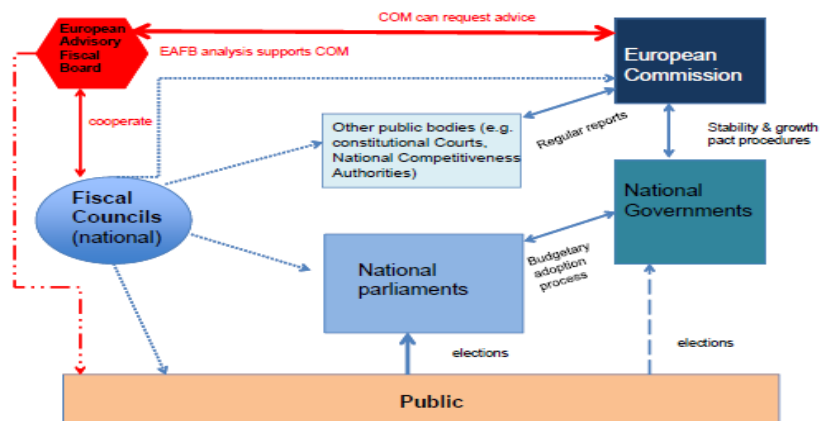 COM can request advice
European
Advisory
Fiscal
Board
EAFB analysis supports COM
European
Commission
cooperate
Other public bodies (e.g.
constitutional Courts,
National Competitiveness
Authorities)
Regular reports
Stability & growth
pact procedures
Fiscal
Councils
(national)
National
Governments
National
parliaments
Budgetary
adoption
process
elections
elections
Public